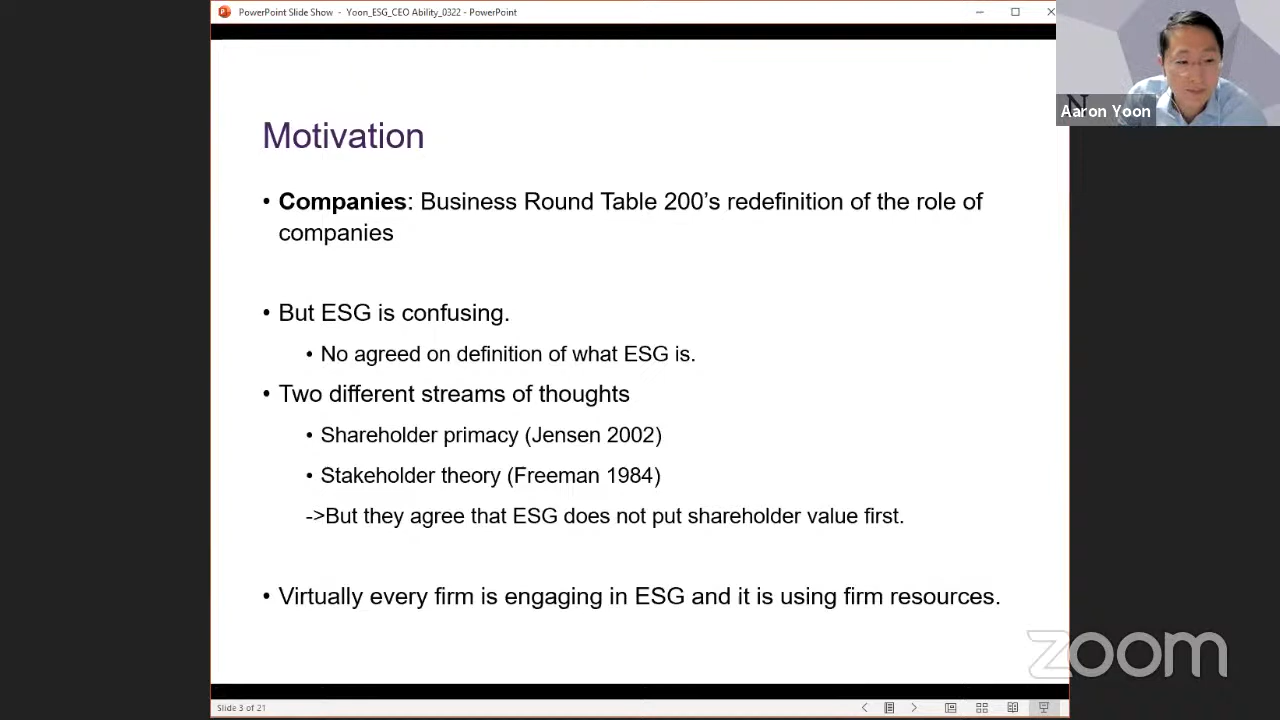 PowerPoint Slide Show - Yoon_ESG_CEO Ability_0322 - PowerPoint
N
Aaron Yoon
Motivation
• Companies: Business Round Table 200’s redefinition of the role of
companies
• But ESG is confusing.
• No agreed on definition of what ESG is.
• Two different streams of thoughts
• Shareholder primacy (Jensen 2002)
• Stakeholder theory (Freeman 1984)
->But they agree that ESG does not put shareholder value first.
• Virtually every firm is engaging in ESG and it is using firm resources.
zoom
Slide 3 of 21